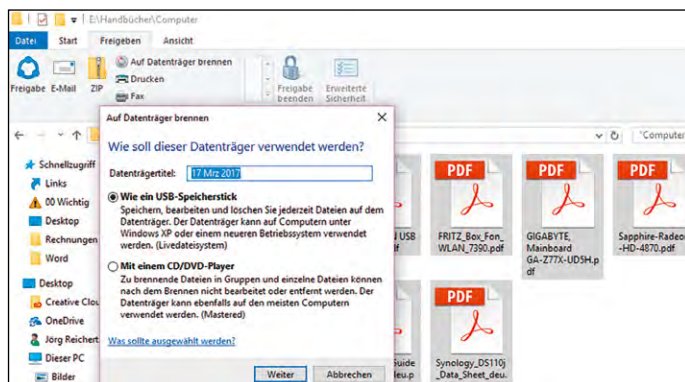 E:\Handbücher\Computer
Datei Start Freigeben Ansicht
Freigabe E-Mail ZIP
Auf Datenträger brennen
Drucken
Fax
Freigabe beenden
Erweiterte Sicherheit
"Computer
Schnellzugriff
Links
00 Wichtig
Desktop
Rechnungen
Word
Desktop
Creative Clou
OneDrive
Jörg Reichert
Dieser PC
Bilder
Auf Datenträger brennen
Wie soll dieser Datenträger verwendet werden?
Datenträgertitel: 17 Mrz 2017
Wie ein USB-Speicherstick
Speichern, bearbeiten und löschen Sie jederzeit Dateien auf dem
Datenträger. Der Datenträger kann auf Computern unter
Windows XP oder einem neueren Betriebssystem verwendet
werden. (Livedateisystem)
Mit einem CD/DVD-Player
Zu brennende Dateien in Gruppen und einzelne Dateien können
nach dem Brennen nicht bearbeitet oder entfernt werden. Der
Datenträger kann ebenfalls auf den meisten Computern
verwendet werden. (Mastered)
Was sollte ausgewählt werden?
Weiter Abbrechen
USB
PDF
FRITZ_Box_Fon_
WLAN_7390.pdf
PDF
GIGABYTE,
Mainboard
GA-Z77X-UD5H.p
df
PDF
Sapphire-Radeo
-HD-4870.pdf
Guide
PDF
Synology_DS110j
_Data_Sheet_deu.